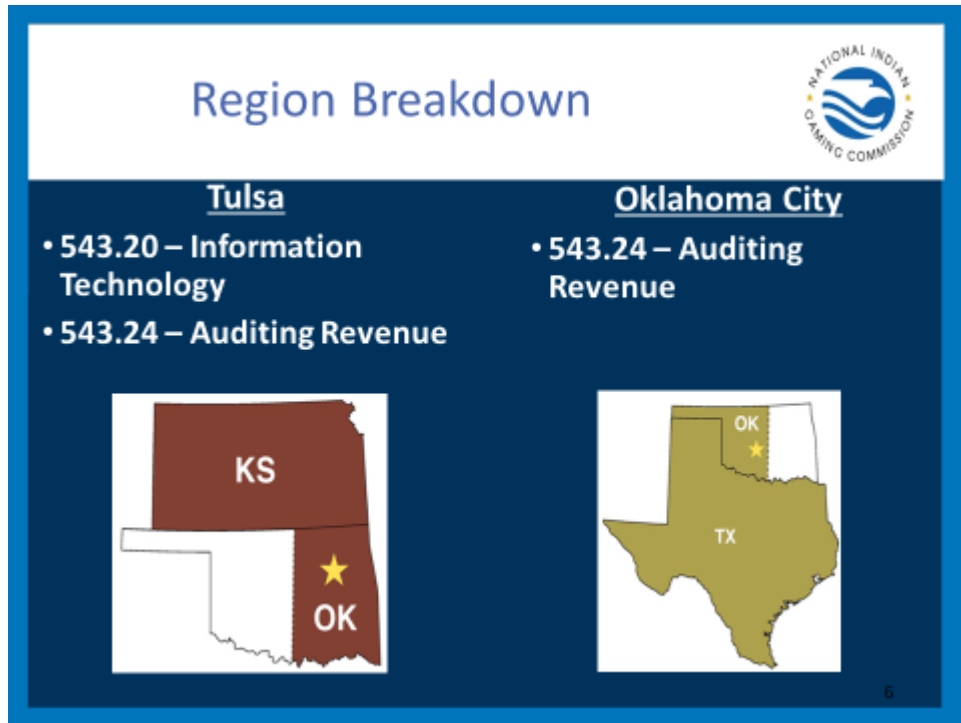 Region Breakdown
NATIONAL INDIAN
GAMING COMMISSION
Tulsa
• 543.20 – Information
Technology
• 543.24 – Auditing Revenue
Oklahoma City
• 543.24 – Auditing
Revenue
KS
OK
OK
TX
6